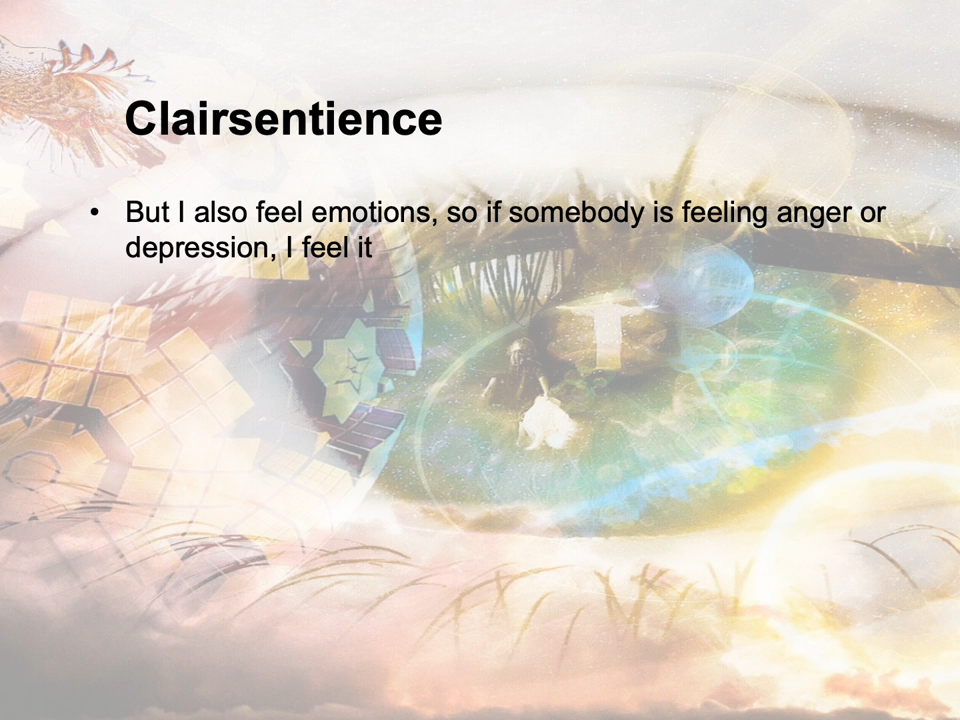 Clairsentience
• But I also feel emotions, so if somebody is feeling anger or
depression, I feel it